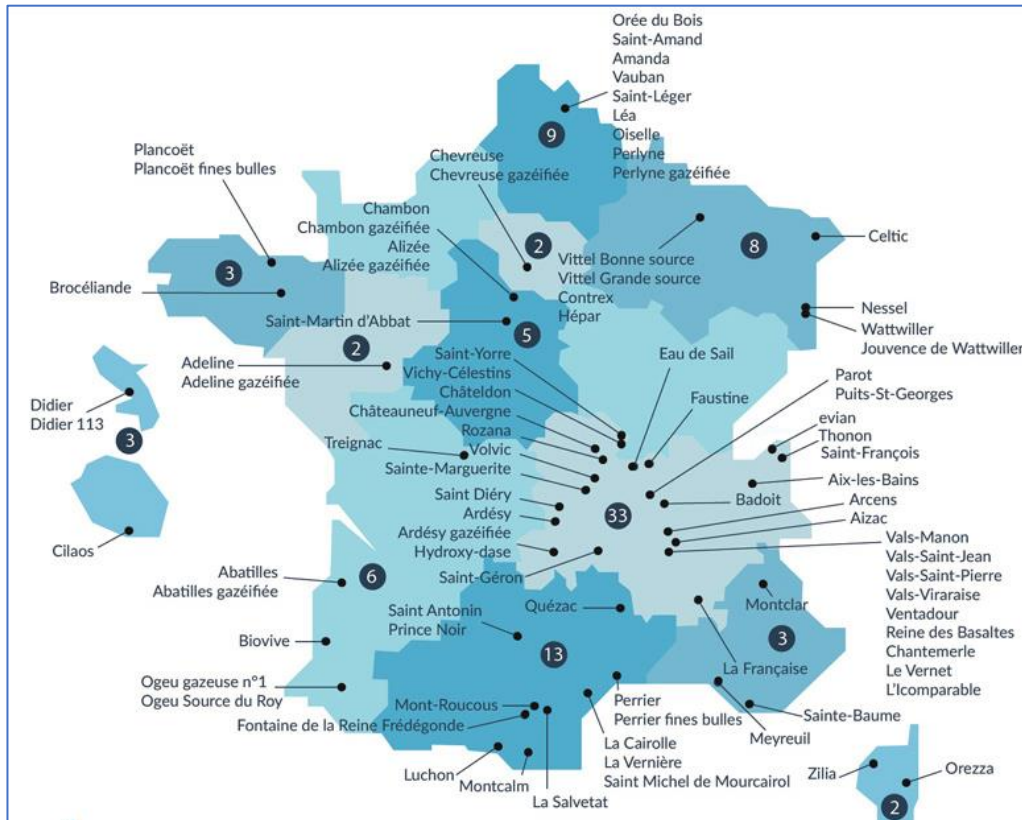 Orée du Bois
Saint-Amand
Amanda
Vauban
Saint-Léger
Léa
Oiselle
Perlyne
Perlyne gazéifiée
9
Plancoët
Plancoët fines bulles
Chevreuse
Chevreuse gazéifiée
Chambon
Chambon gazéifiée
Alizée
Alizée gazéifiée
2
Vittel Bonne source
Vittel Grande source
Contrex
Hépar
8
Celtic
3
Brocéliande
Nessel
Wattwiller
Jouvence de Wattwiller
Saint-Martin d'Abbat
5
2
Adeline
Adeline gazéifiée
Saint-Yorre
Vichy-Célestins
Châteldon
Châteauneuf-Auvergne
Rozana
Volvic
Sainte-Marguerite
Treignac
Eau de Sail
Faustine
Parot
Puits-St-Georges
evian
Thonon
Saint-François
Aix-les-Bains
Didier
Didier 113
3
Cilaos
Saint Diéry
Ardésy
Ardésy gazéifiée
Hydroxy-dase
Saint-Géron
33
Badoit
Arcens
Aizac
Vals-Manon
Vals-Saint-Jean
Vals-Saint-Pierre
Vals-Viraraise
Ventadour
Reine des Basaltes
Chantemerle
Le Vernet
L'Icomparable
Abatilles
Abatilles gazéifiée
6
Biovive
Saint Antonin
Prince Noir
Quézac
13
Montclar
3
La Française
Ogeu gazeuse n°1
Ogeu Source du Roy
Mont-Roucous
Fontaine de la Reine Frédégonde
Perrier
Perrier fines bulles
Sainte-Baume
Meyreuil
La Cairolle
La Vernière
Saint Michel de Mourcairol
Luchon
Montcalm
La Salvetat
Zilia
Orezza
2